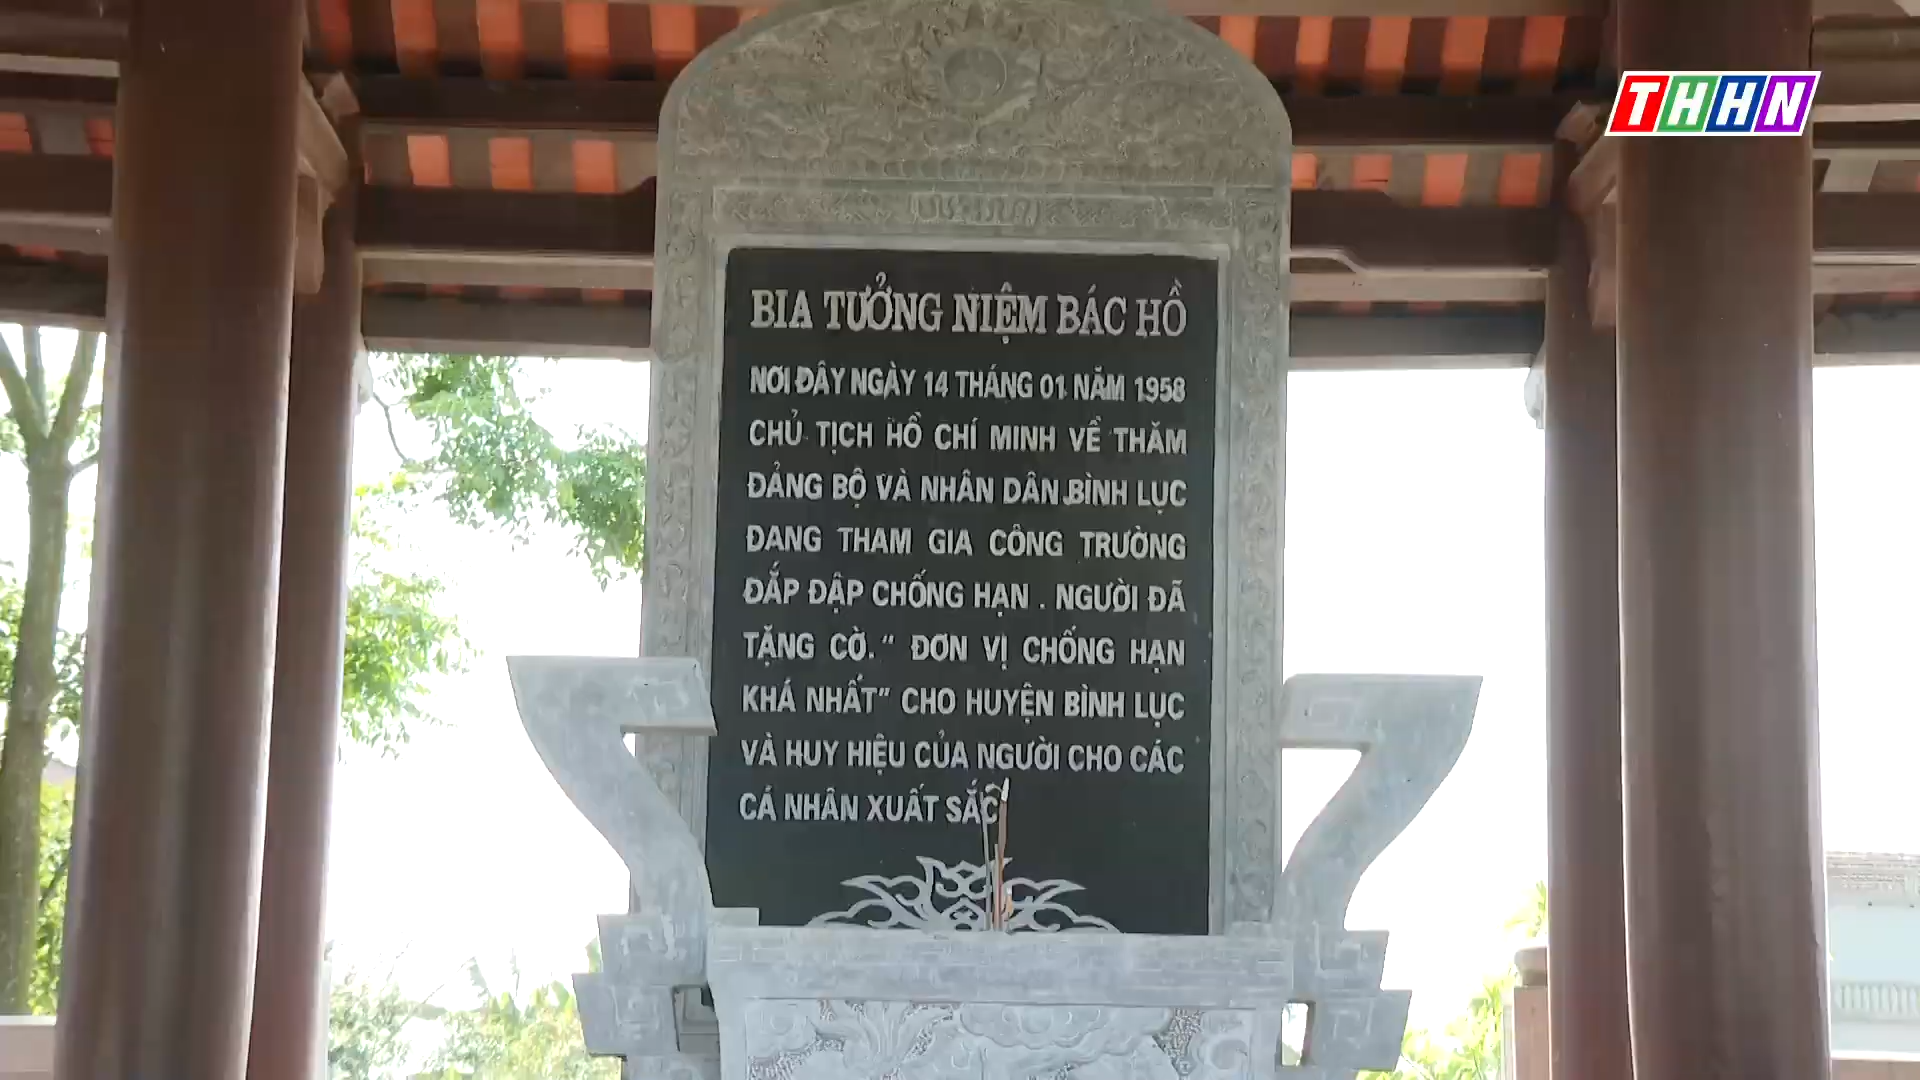 THHN
BIA TƯỞNG NIỆM BÁC HỒ
NƠI ĐÂY NGÀY 14 THÁNG 01 NĂM 1958
CHỦ TỊCH HỒ CHÍ MINH VỀ THĂM
ĐẢNG BỘ VÀ NHÂN DÂN BÌNH LỤC
ĐANG THAM GIA CÔNG TRƯỜNG
ĐẮP ĐẬP CHỐNG HẠN . NGƯỜI ĐÃ
TẶNG CỜ. “ ĐƠN VỊ CHỐNG HẠN
KHÁ NHẤT” CHO HUYỆN BÌNH LỤC
VÀ HUY HIỆU CỦA NGƯỜI CHO CÁC
CÁ NHÂN XUẤT SẮC